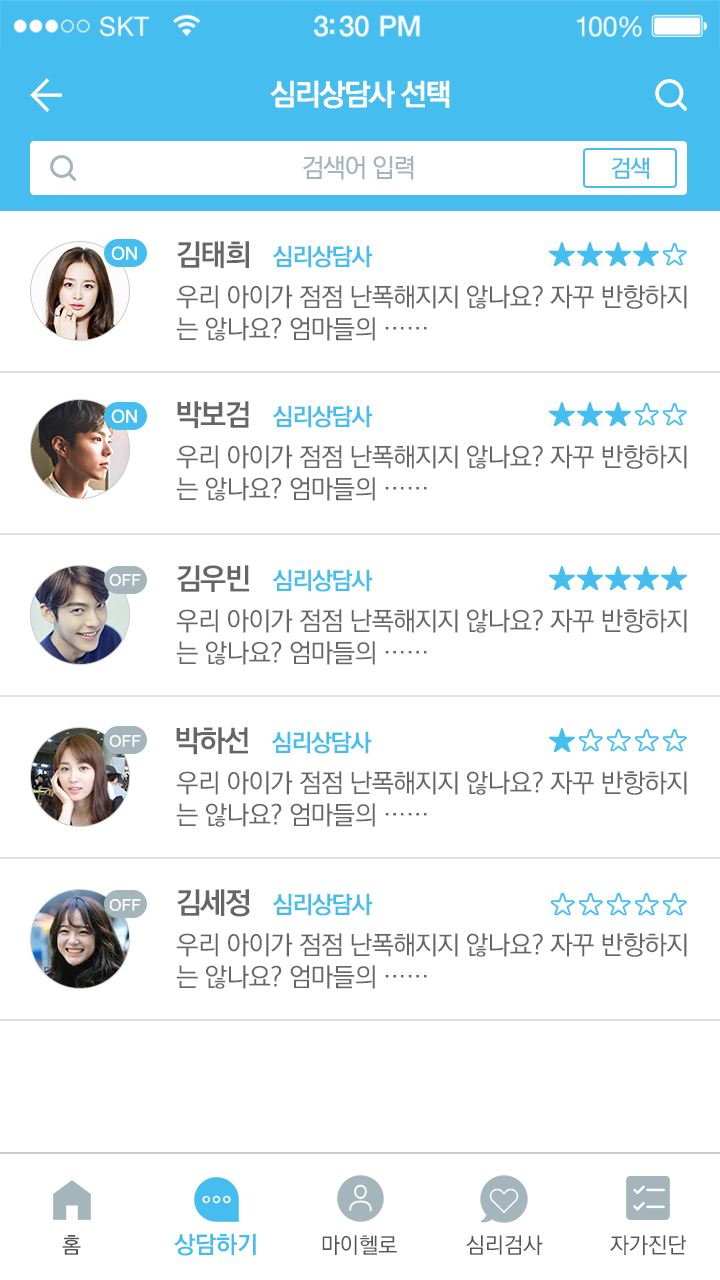 SKT 3:30 PM 100%
심리상담사 선택
검색어 입력 검색
ON 김태희 심리상담사
우리 아이가 점점 난폭해지지 않나요? 자꾸 반항하지
는 않나요? 엄마들의 ……
ON 박보검 심리상담사
우리 아이가 점점 난폭해지지 않나요? 자꾸 반항하지
는 않나요? 엄마들의 ……
OFF 김우빈 심리상담사
우리 아이가 점점 난폭해지지 않나요? 자꾸 반항하지
는 않나요? 엄마들의 ……
OFF 박하선 심리상담사
우리 아이가 점점 난폭해지지 않나요? 자꾸 반항하지
는 않나요? 엄마들의 ……
OFF 김세정 심리상담사
우리 아이가 점점 난폭해지지 않나요? 자꾸 반항하지
는 않나요? 엄마들의 ……
홈 상담하기 마이헬로 심리검사 자가진단